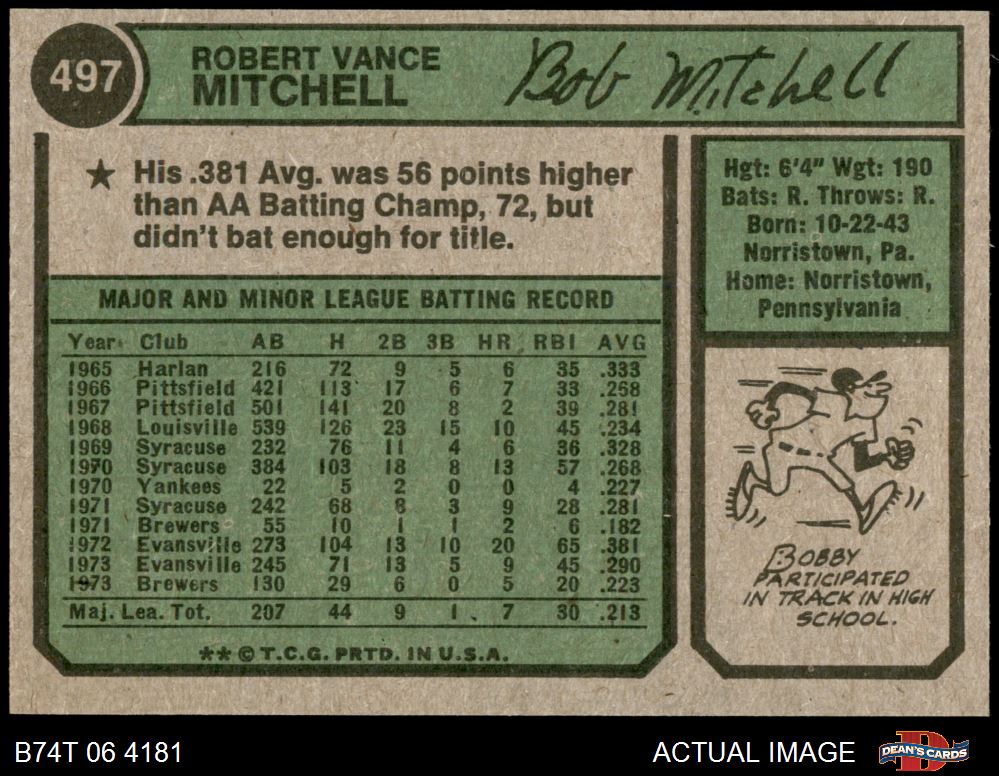 497
ROBERT VANCE
MITCHELL
Bob Mitchell
★ His .381 Avg. was 56 points higher
than AA Batting Champ, 72, but
didn't bat enough for title.
Hgt: 6'4" Wgt: 190
Bats: R. Throws: R.
Born: 10-22-43
Norristown, Pa.
Home: Norristown,
Pennsylvania
MAJOR AND MINOR LEAGUE BATTING RECORD
Year Club AB H 2B 3B HR RBI AVG
1965 Harlan 216 72 9 5 6 35 .333
1966 Pittsfield 421 113 17 6 7 33 .268
1967 Pittsfield 501 141 20 8 2 39 .281
1968 Louisville 539 126 23 15 10 45 .234
1969 Syracuse 232 76 11 4 6 36 .328
1970 Syracuse 384 103 18 8 13 57 .268
1970 Yankees 22 5 2 0 0 4 .227
1971 Syracuse 242 68 8 3 9 28 .281
1971 Brewers 55 10 1 1 2 6 .182
1972 Evansville 273 104 13 10 20 65 .381
1973 Evansville 245 71 13 5 9 45 .290
1973 Brewers 130 29 6 0 5 20 .223
Maj. Lea. Tot. 207 44 9 1 7 30 .213
**© T.C.G. PRTD. IN U.S.A.
BOBBY
PARTICIPATED
IN TRACK IN HIGH
SCHOOL.
B74T 06 4181
ACTUAL IMAGE
DEAN'S CARDS